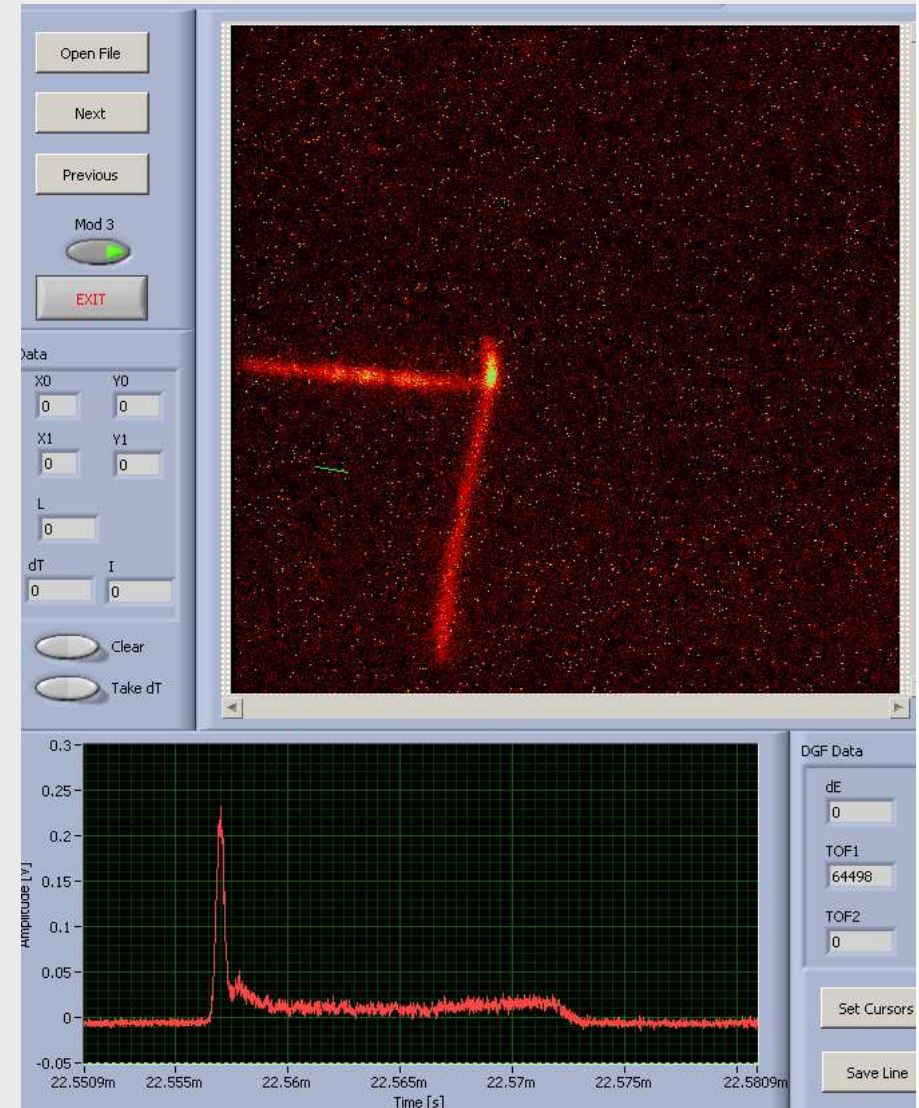 Open File
Next
Previous
Mod 3
EXIT
Data
X0 Y0
0 0
X1 Y1
0 0
L
0
dT I
0 0
Clear
Take dT
0.3
0.25
0.2
0.15
0.1
0.05
0
-0.05
Amplitude [V]
22.5509m 22.555m 22.56m 22.565m 22.57m 22.575m 22.5809m
Time [s]
DGF Data
dE
0
TOF1
64498
TOF2
0
Set Cursors
Save Line